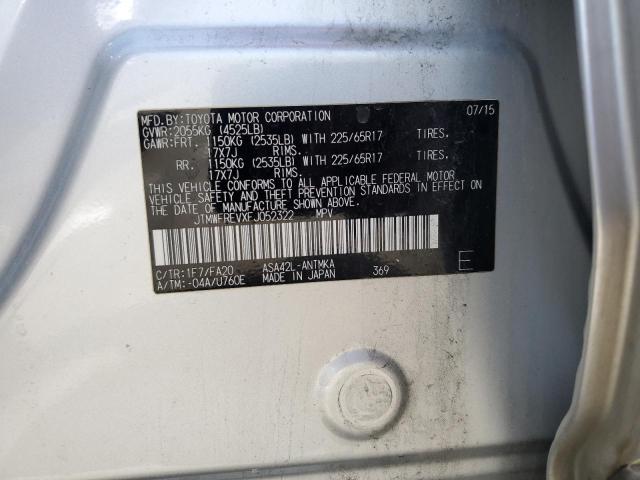 MFD.BY:TOYOTA MOTOR CORPORATION 07/15
GVWR:2055KG (4525LB)
GAWR:FRT. 1150KG (2535LB) WITH 225/65R17 TIRES.
17X7J RIMS.
RR. 1150KG (2535LB) WITH 225/65R17 TIRES.
17X7J RIMS.
THIS VEHICLE CONFORMS TO ALL APPLICABLE FEDERAL MOTOR
VEHICLE SAFETY AND THEFT PREVENTION STANDARDS IN EFFECT
ON THE DATE OF MANUFACTURE SHOWN ABOVE.
JTMWFREVXFJ052322 MPV
C/TR:1F7/FA20 ASA42L-ANTMKA 369 E
A/TM:-04A/U760E MADE IN JAPAN